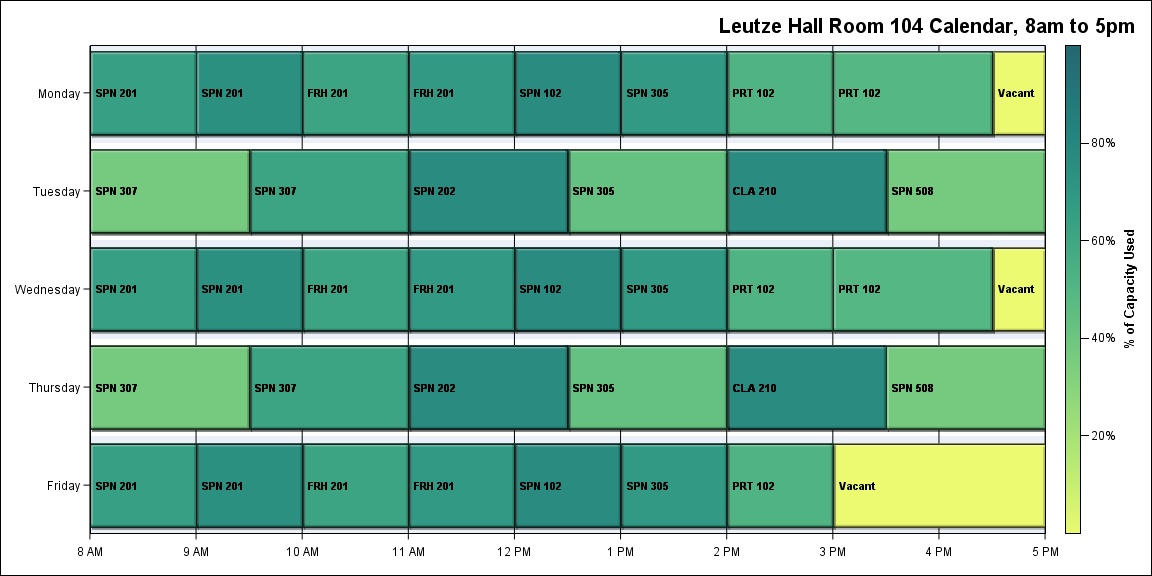 Leutze Hall Room 104 Calendar, 8am to 5pm
Monday
SPN 201 SPN 201 FRH 201 FRH 201 SPN 102 SPN 305 PRT 102 PRT 102 Vacant
Tuesday
SPN 307 SPN 307 SPN 202 SPN 305 CLA 210 SPN 508
Wednesday
SPN 201 SPN 201 FRH 201 FRH 201 SPN 102 SPN 305 PRT 102 PRT 102 Vacant
Thursday
SPN 307 SPN 307 SPN 202 SPN 305 CLA 210 SPN 508
Friday
SPN 201 SPN 201 FRH 201 FRH 201 SPN 102 SPN 305 PRT 102 Vacant
8 AM 9 AM 10 AM 11 AM 12 PM 1 PM 2 PM 3 PM 4 PM 5 PM
80%
60%
40%
20%
% of Capacity Used